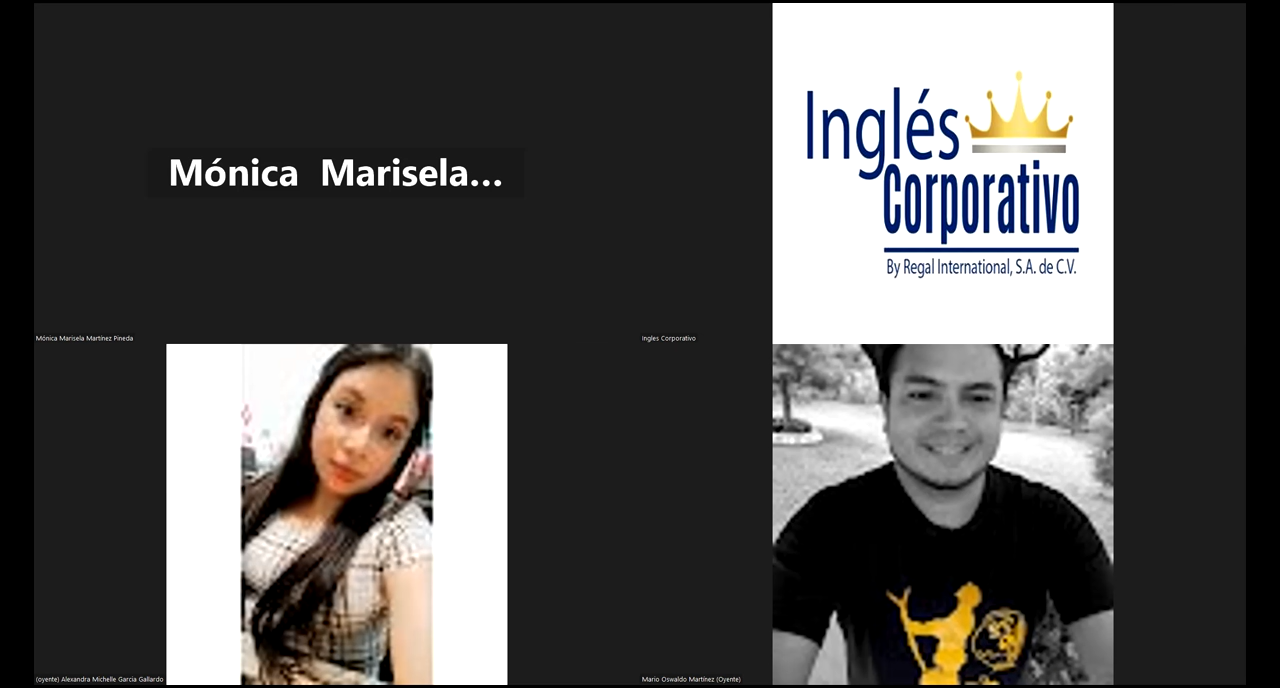 Mónica  Marisela...
Inglés
Corporativo
By Regal International, S.A. de C.V.
Mónica Marisela Martínez Pineda
Ingles Corporativo
(oyente) Alexandra Michelle Garcia Gallardo
Mario Oswaldo Martínez (Oyente)